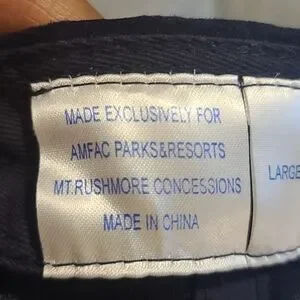 MADE EXCLUSIVELY FOR
AMFAC PARKS&RESORTS
MT.RUSHMORE CONCESSIONS
MADE IN CHINA
LARGE